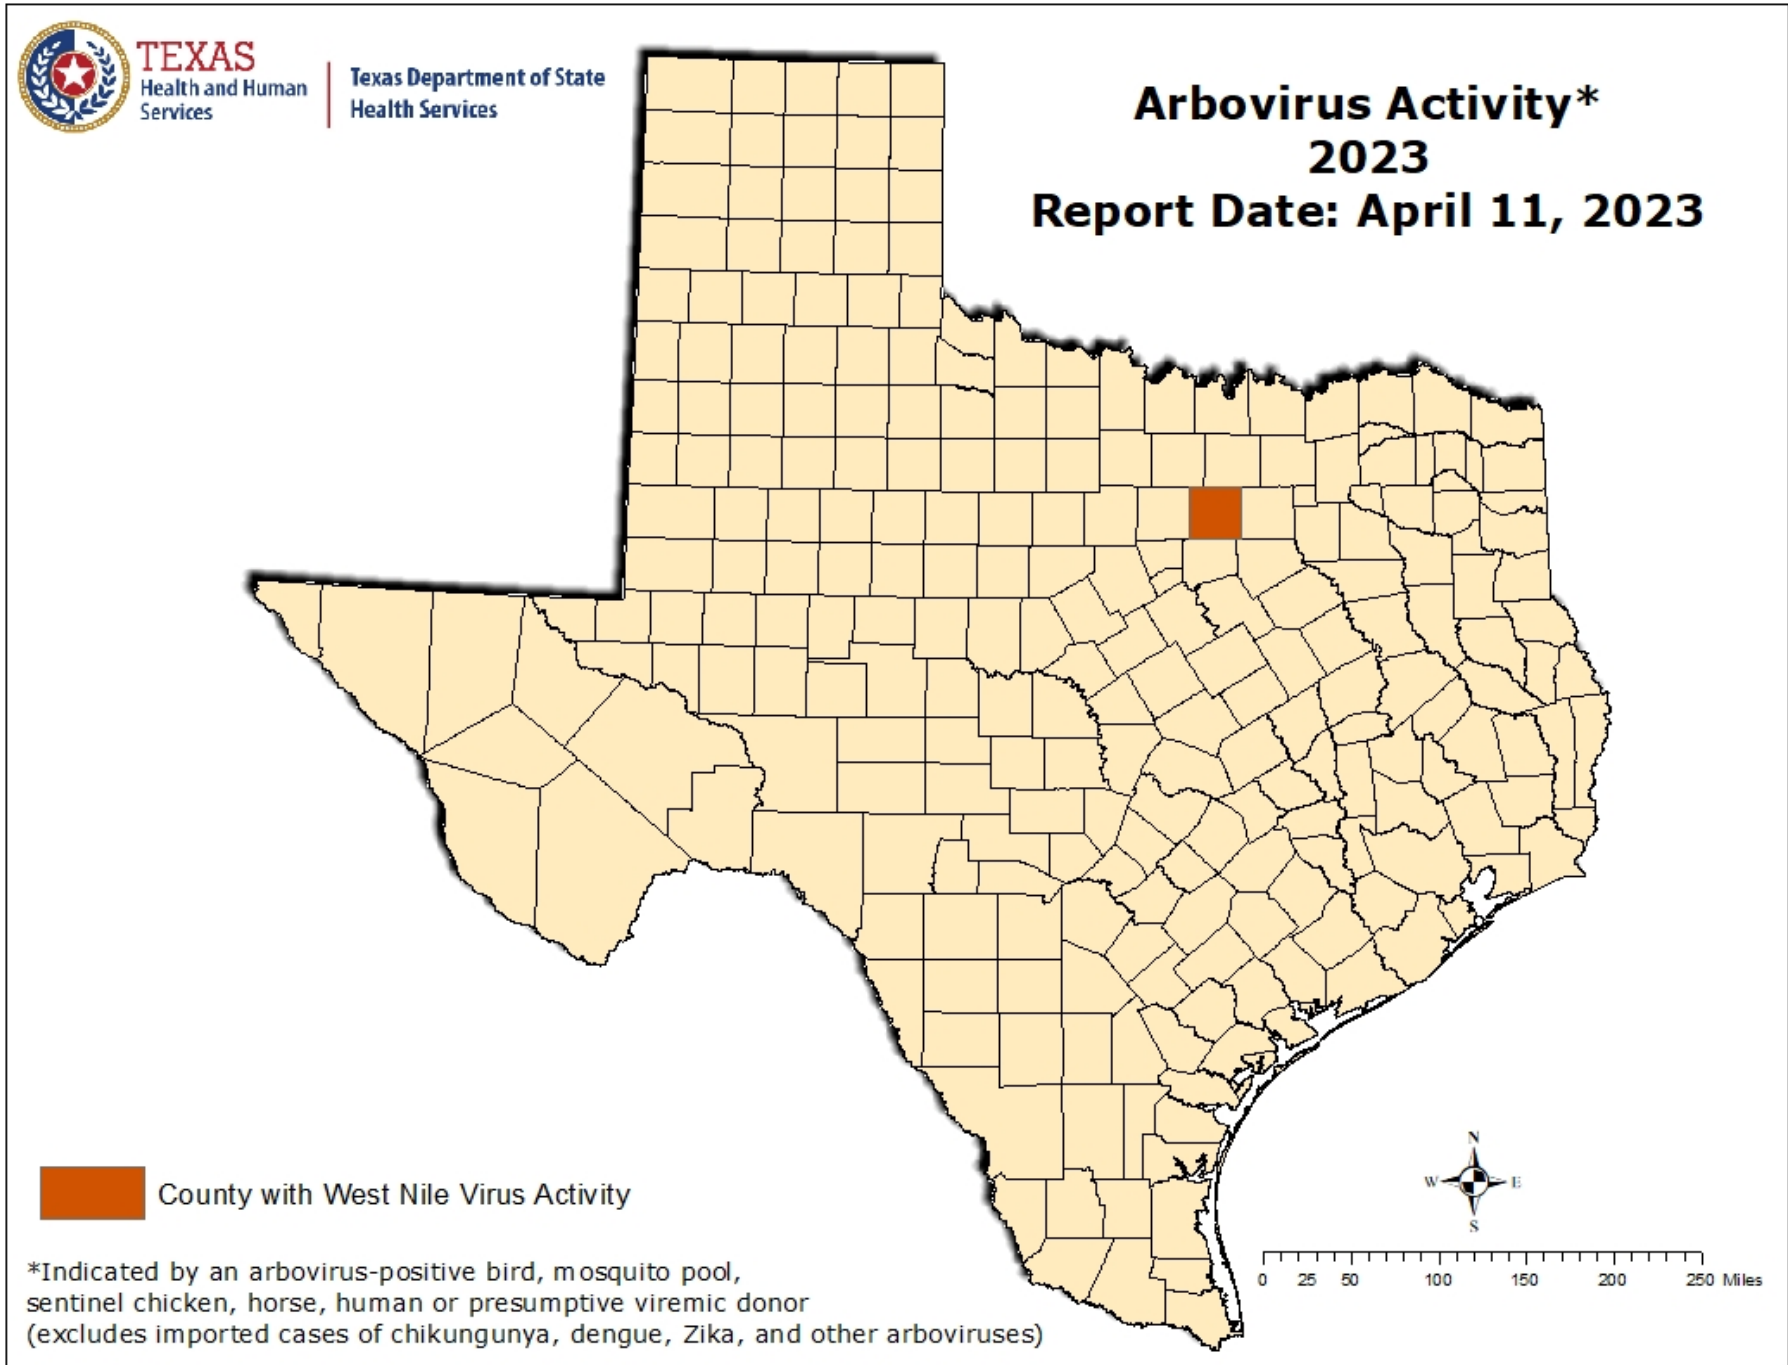 TEXAS
Health and Human
Services
Texas Department of State
Health Services
Arbovirus Activity*
2023
Report Date: April 11, 2023
County with West Nile Virus Activity
*Indicated by an arbovirus-positive bird, mosquito pool,
sentinel chicken, horse, human or presumptive viremic donor
(excludes imported cases of chikungunya, dengue, Zika, and other arboviruses)
N
W E
S
0 25 50 100 150 200 250 Miles